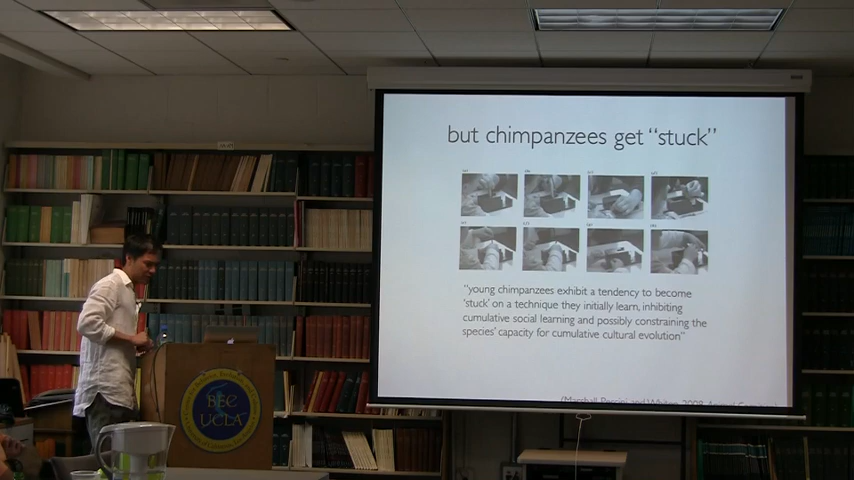 but chimpanzees get “stuck”
“young chimpanzees exhibit a tendency to become
‘stuck’ on a technique they initially learn, inhibiting
cumulative social learning and possibly constraining the
species’ capacity for cumulative cultural evolution”
BEC
UCLA